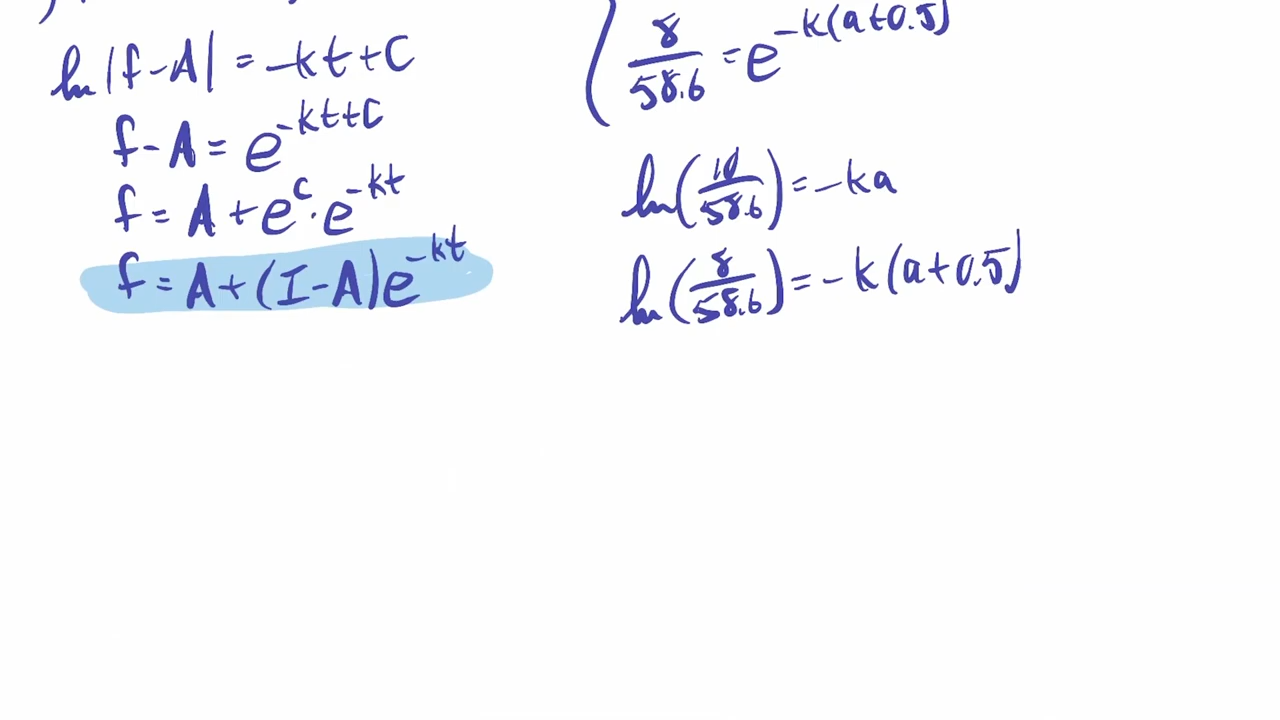 ln|f-A| = -kt+C
f-A = e^{-kt+C}
f = A+e^C · e^{-kt}
f = A+(I-A)e^{-kt}
8/58.6 = e^{-k(a+0.5)}
ln(10/58.6) = -ka
ln(8/58.6) = -k(a+0.5)